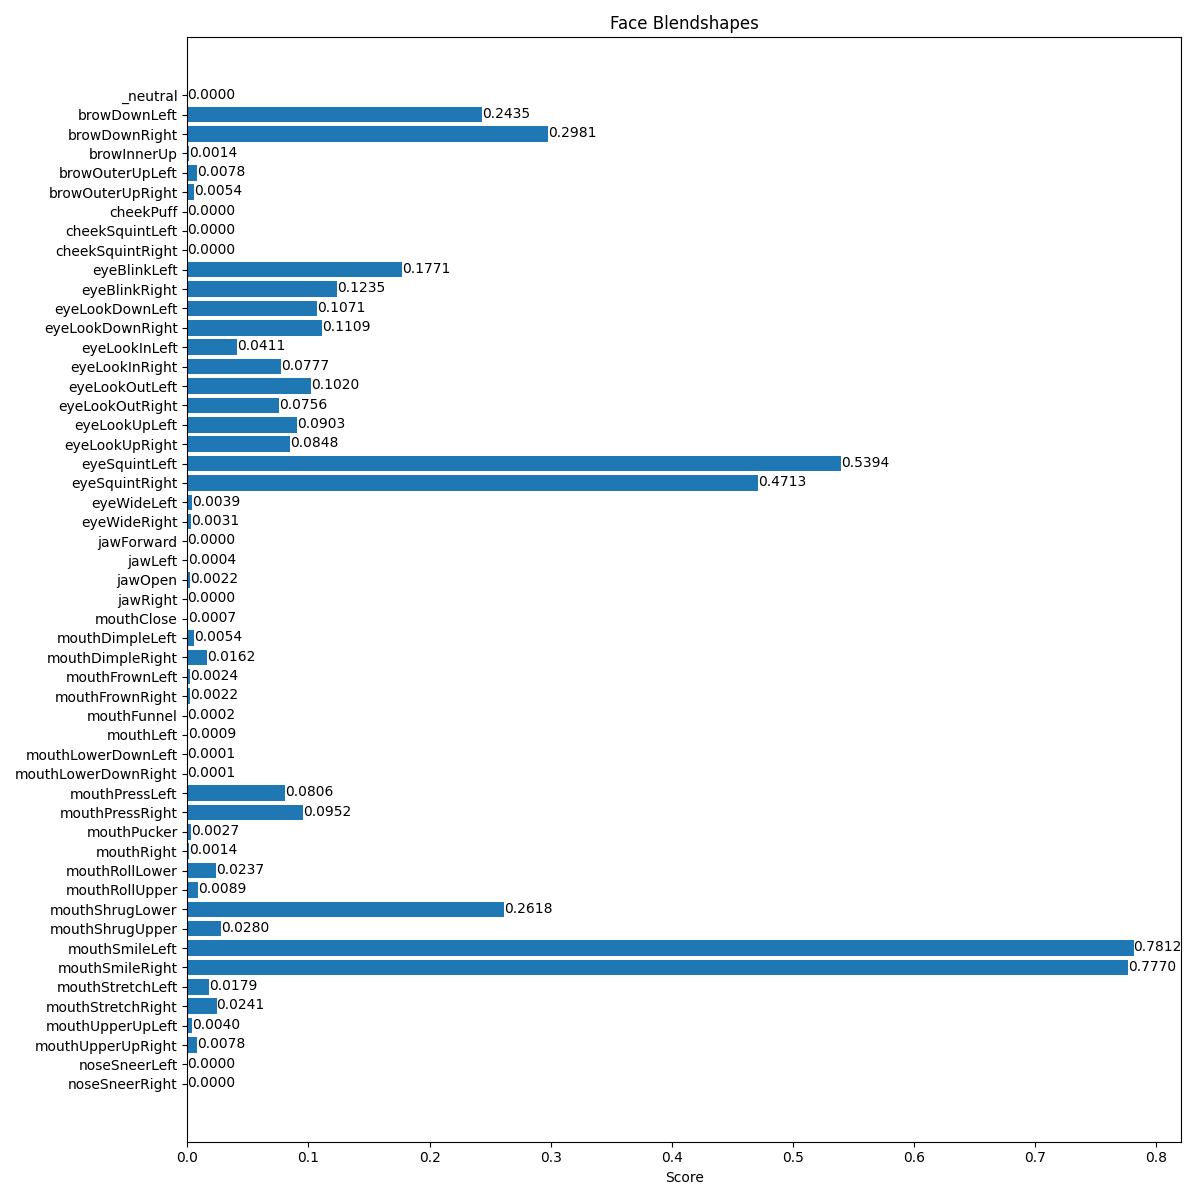 Face Blendshapes
_neutral 0.0000
browDownLeft 0.2435
browDownRight 0.2981
browInnerUp 0.0014
browOuterUpLeft 0.0078
browOuterUpRight 0.0054
cheekPuff 0.0000
cheekSquintLeft 0.0000
cheekSquintRight 0.0000
eyeBlinkLeft 0.1771
eyeBlinkRight 0.1235
eyeLookDownLeft 0.1071
eyeLookDownRight 0.1109
eyeLookInLeft 0.0411
eyeLookInRight 0.0777
eyeLookOutLeft 0.1020
eyeLookOutRight 0.0756
eyeLookUpLeft 0.0903
eyeLookUpRight 0.0848
eyeSquintLeft 0.5394
eyeSquintRight 0.4713
eyeWideLeft 0.0039
eyeWideRight 0.0031
jawForward 0.0000
jawLeft 0.0004
jawOpen 0.0022
jawRight 0.0000
mouthClose 0.0007
mouthDimpleLeft 0.0054
mouthDimpleRight 0.0162
mouthFrownLeft 0.0024
mouthFrownRight 0.0022
mouthFunnel 0.0002
mouthLeft 0.0009
mouthLowerDownLeft 0.0001
mouthLowerDownRight 0.0001
mouthPressLeft 0.0806
mouthPressRight 0.0952
mouthPucker 0.0027
mouthRight 0.0014
mouthRollLower 0.0237
mouthRollUpper 0.0089
mouthShrugLower 0.2618
mouthShrugUpper 0.0280
mouthSmileLeft 0.7812
mouthSmileRight 0.7770
mouthStretchLeft 0.0179
mouthStretchRight 0.0241
mouthUpperUpLeft 0.0040
mouthUpperUpRight 0.0078
noseSneerLeft 0.0000
noseSneerRight 0.0000
0.0 0.1 0.2 0.3 0.4 0.5 0.6 0.7 0.8
Score